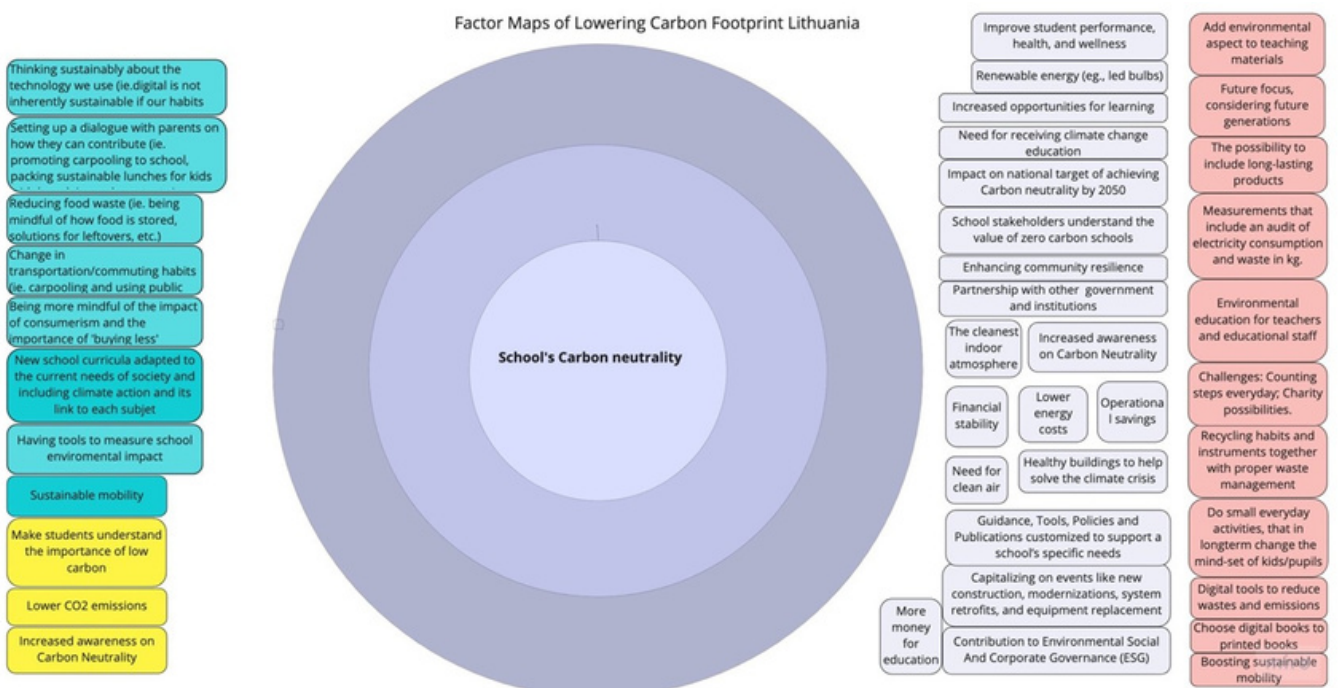 Factor Maps of Lowering Carbon Footprint Lithuania
Thinking sustainably about the
technology we use (ie.digital is not
inherently sustainable if our habits
Setting up a dialogue with parents on
how they can contribute (ie.
promoting carpooling to school,
packing sustainable lunches for kids
Reducing food waste (ie. being
mindful of how food is stored,
solutions for leftovers, etc.)
Change in
transportation/commuting habits
(ie. carpooling and using public
Being more mindful of the impact
of consumerism and the
importance of 'buying less'
New school curricula adapted to
the current needs of society and
including climate action and its
link to each subjet
Having tools to measure school
enviromental impact
Sustainable mobility
Make students understand
the importance of low
carbon
Lower CO2 emissions
Increased awareness on
Carbon Neutrality
School's Carbon neutrality
Improve student performance,
health, and wellness
Renewable energy (eg., led bulbs)
Increased opportunities for learning
Need for receiving climate change
education
Impact on national target of achieving
Carbon neutrality by 2050
School stakeholders understand the
value of zero carbon schools
Enhancing community resilience
Partnership with other government
and institutions
The cleanest
indoor
atmosphere
Increased awareness
on Carbon Neutrality
Financial
stability
Lower
energy
costs
Operationa
l savings
Need for
clean air
Healthy buildings to help
solve the climate crisis
Guidance, Tools, Policies and
Publications customized to support a
school's specific needs
Capitalizing on events like new
construction, modernizations, system
retrofits, and equipment replacement
More
money
for
education
Contribution to Environmental Social
And Corporate Governance (ESG)
Add environmental
aspect to teaching
materials
Future focus,
considering future
generations
The possibility to
include long-lasting
products
Measurements that
include an audit of
electricity consumption
and waste in kg.
Environmental
education for teachers
and educational staff
Challenges: Counting
steps everyday; Charity
possibilities.
Recycling habits and
instruments together
with proper waste
management
Do small everyday
activities, that in
longterm change the
mind-set of kids/pupils
Digital tools to reduce
wastes and emissions
Choose digital books to
printed books
Boosting sustainable
mobility